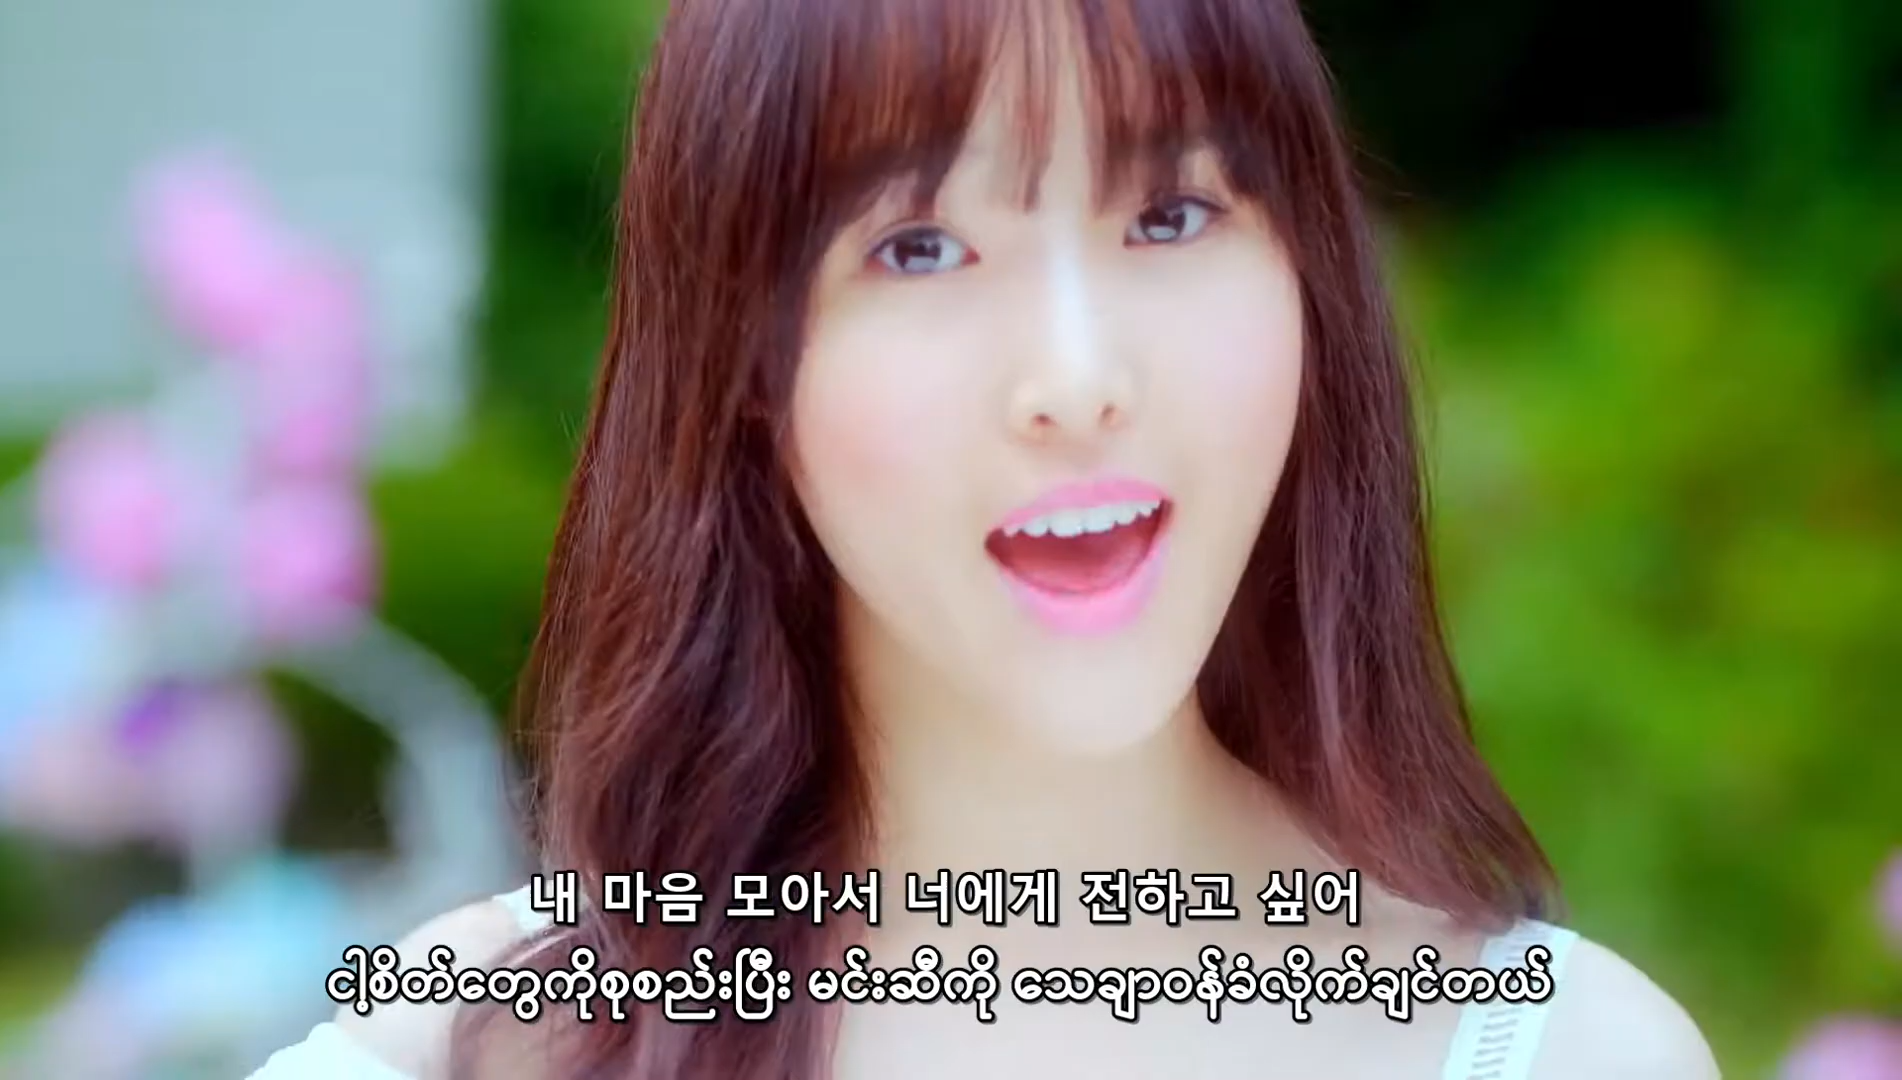 내 마음 모아서 너에게 전하고 싶어
ငါ့စိတ်တွေကိုစုစည်းပြီး မင်းဆီကို သေချာဝန်ခံလိုက်ချင်တယ်